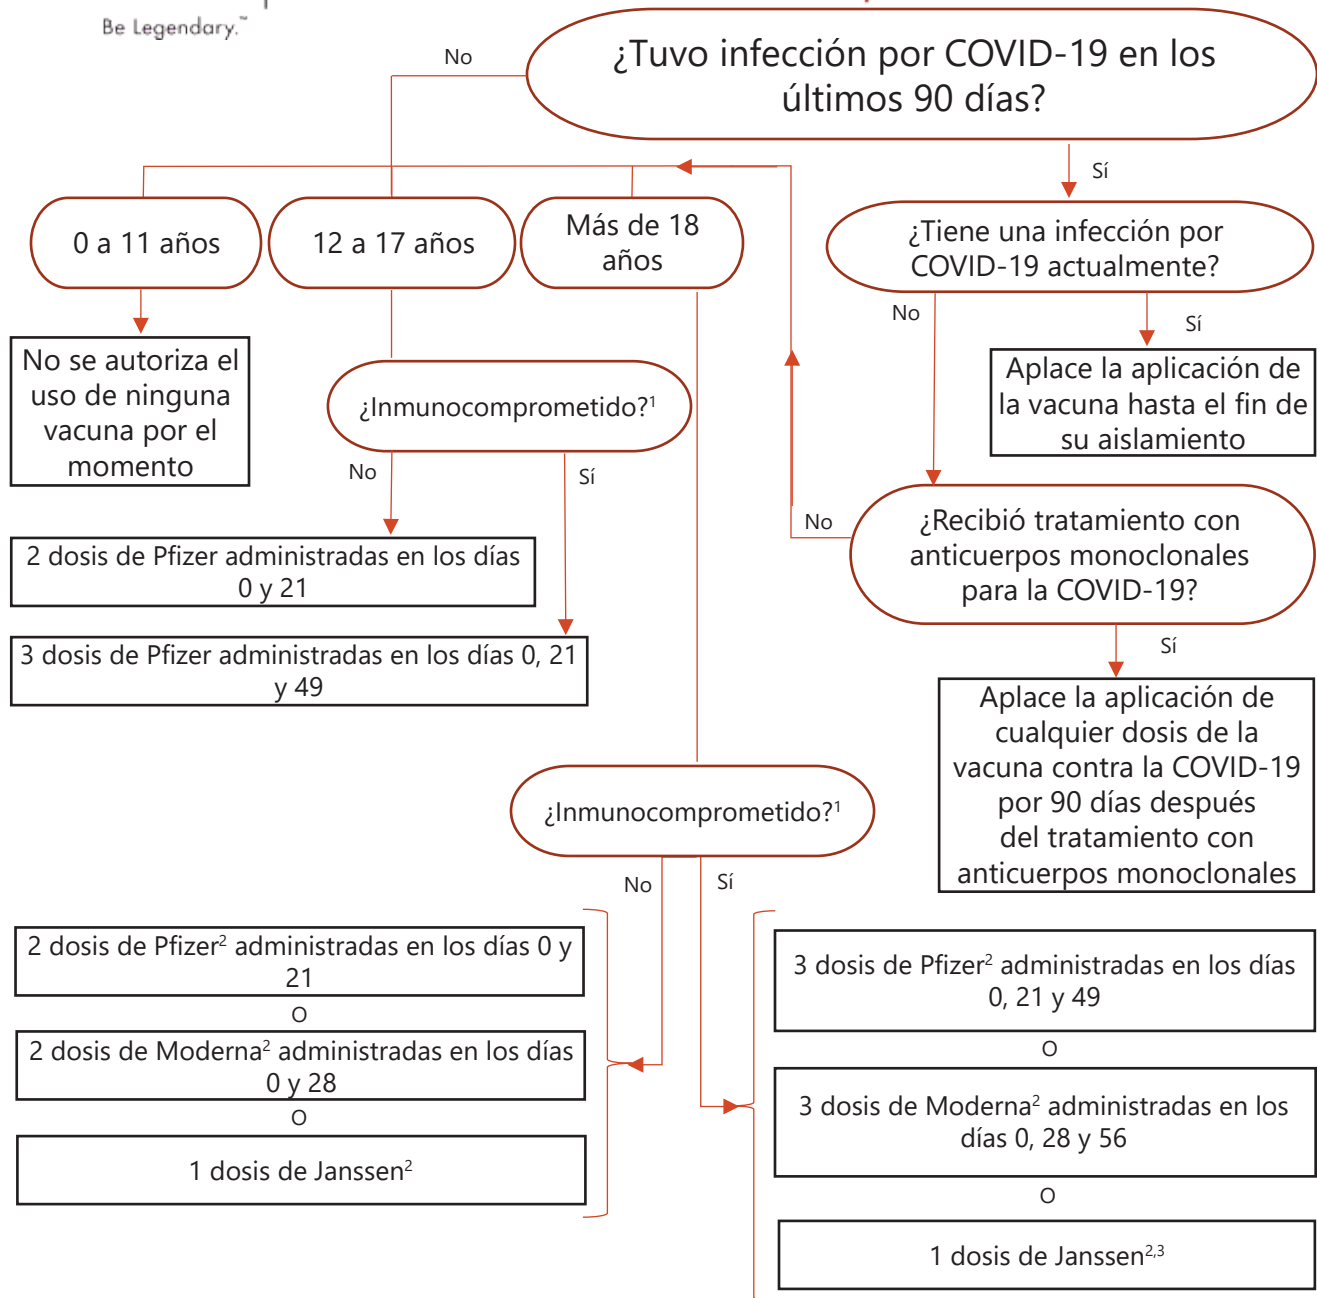 Be Legendary.™
¿Tuvo infección por COVID-19 en los
últimos 90 días?
No
Sí
0 a 11 años
12 a 17 años
Más de 18
años
¿Tiene una infección por
COVID-19 actualmente?
No
Sí
No se autoriza el
uso de ninguna
vacuna por el
momento
¿Inmunocomprometido?¹
Aplace la aplicación de
la vacuna hasta el fin de
su aislamiento
No
Sí
2 dosis de Pfizer administradas en los días
0 y 21
3 dosis de Pfizer administradas en los días 0, 21
y 49
No
¿Recibió tratamiento con
anticuerpos monoclonales
para la COVID-19?
Sí
Aplace la aplicación de
cualquier dosis de la
vacuna contra la COVID-19
por 90 días después
del tratamiento con
anticuerpos monoclonales
¿Inmunocomprometido?¹
No
Sí
2 dosis de Pfizer² administradas en los días 0 y
21
O
2 dosis de Moderna² administradas en los días
0 y 28
O
1 dosis de Janssen²
3 dosis de Pfizer² administradas en los días
0, 21 y 49
O
3 dosis de Moderna² administradas en los
días 0, 28 y 56
O
1 dosis de Janssen²,³